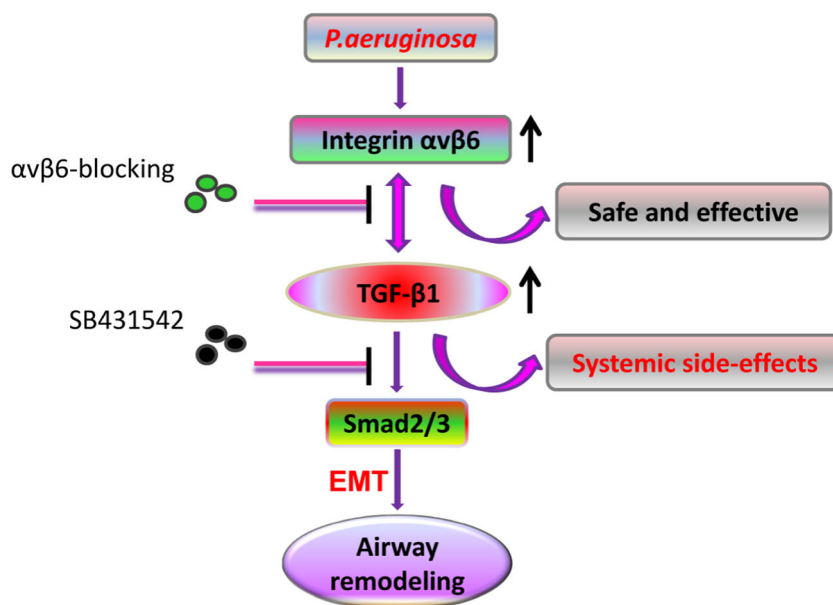 P.aeruginosa
Integrin αvβ6
αvβ6-blocking
Safe and effective
TGF-β1
SB431542
Systemic side-effects
Smad2/3
EMT
Airway
remodeling